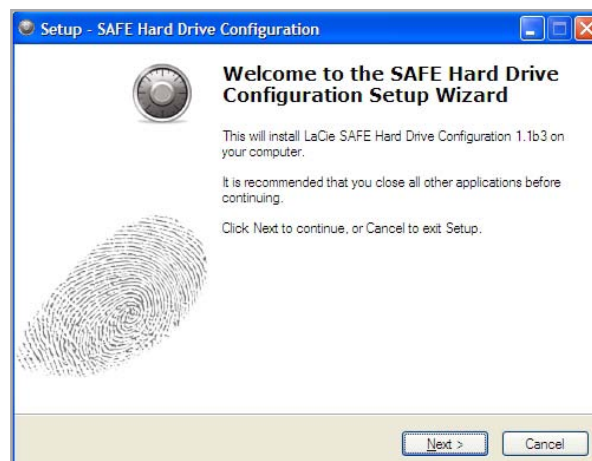 Setup - SAFE Hard Drive Configuration
Welcome to the SAFE Hard Drive
Configuration Setup Wizard
This will install LaCie SAFE Hard Drive Configuration 1.1b3 on
your computer.
It is recommended that you close all other applications before
continuing.
Click Next to continue, or Cancel to exit Setup.
Next >
Cancel